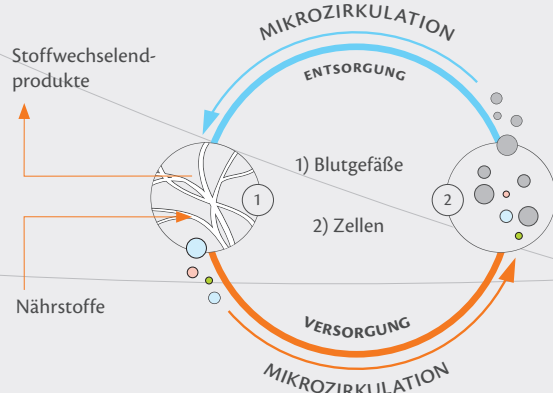 MIKROZIRKULATION
ENTSORGUNG
Stoffwechselend-
produkte
1) Blutgefäße
1
2
2) Zellen
Nährstoffe
VERSORGUNG
MIKROZIRKULATION